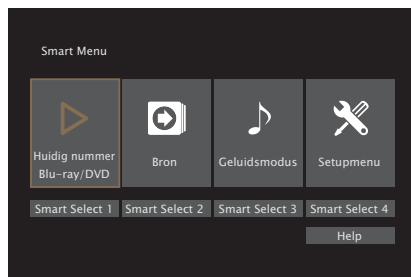 Smart Menu
Huidig nummer
Blu-ray/DVD
Bron
Geluidsmodus
Setupmenu
Smart Select 1
Smart Select 2
Smart Select 3
Smart Select 4
Help